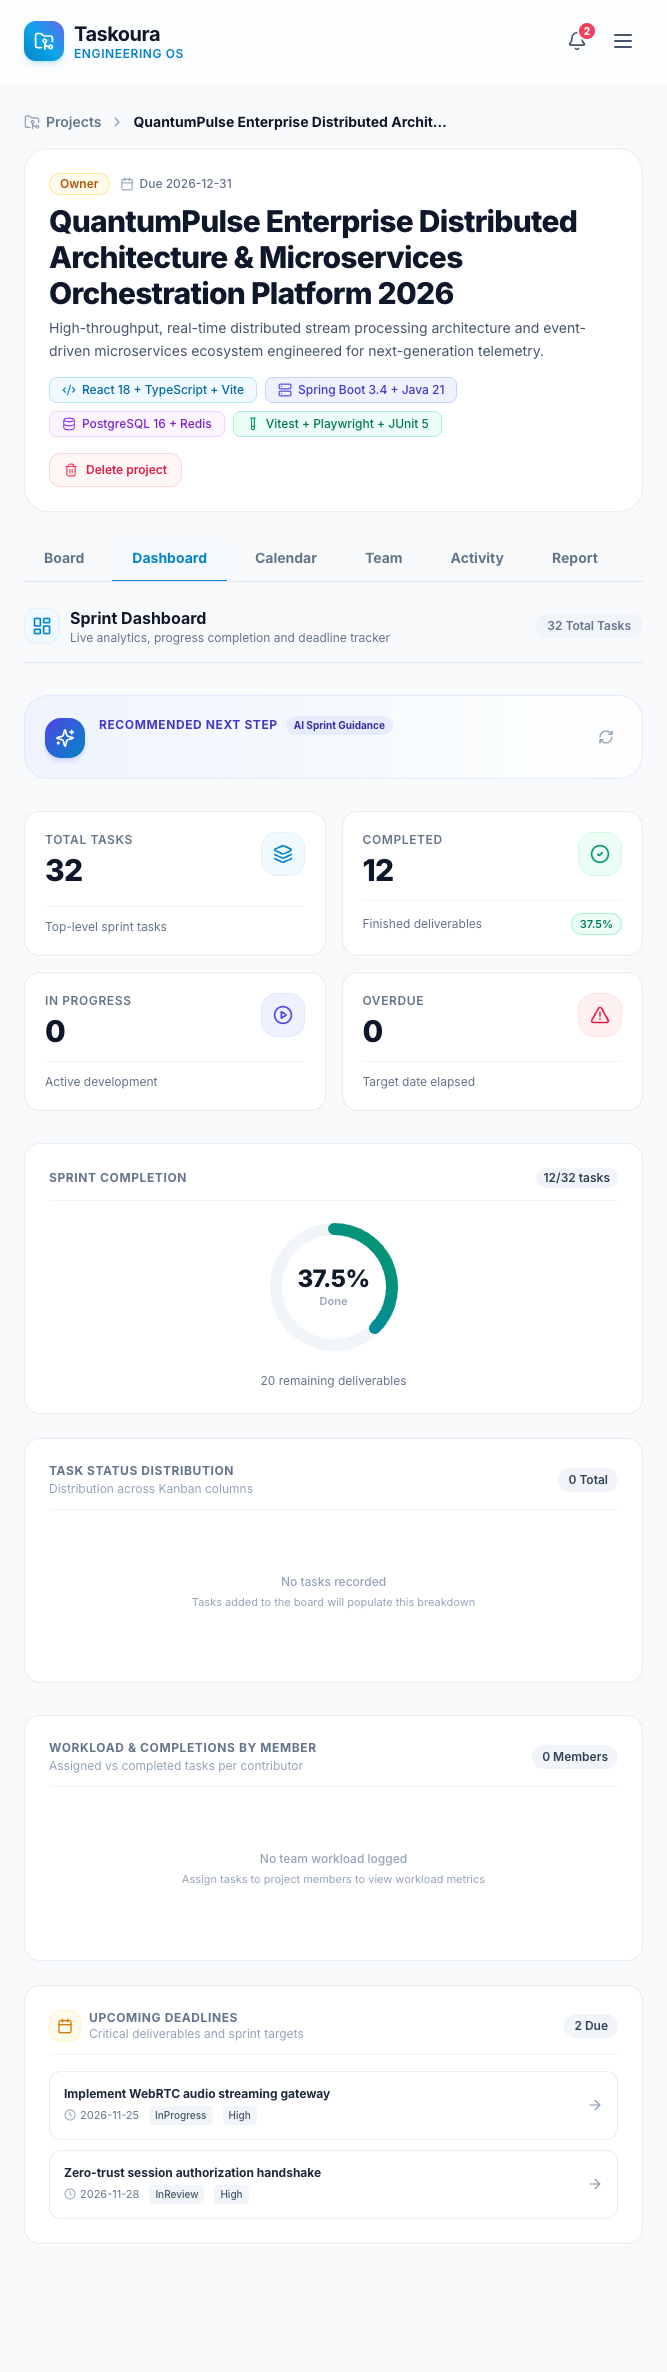 Taskoura
ENGINEERING OS
2
Projects
QuantumPulse Enterprise Distributed Archit...
Owner
Due 2026-12-31
QuantumPulse Enterprise Distributed
Architecture & Microservices
Orchestration Platform 2026
High-throughput, real-time distributed stream processing architecture and event-
driven microservices ecosystem engineered for next-generation telemetry.
React 18 + TypeScript + Vite
Spring Boot 3.4 + Java 21
PostgreSQL 16 + Redis
Vitest + Playwright + JUnit 5
Delete project
Board
Dashboard
Calendar
Team
Activity
Report
Sprint Dashboard
Live analytics, progress completion and deadline tracker
32 Total Tasks
RECOMMENDED NEXT STEP
AI Sprint Guidance
TOTAL TASKS
32
Top-level sprint tasks
COMPLETED
12
Finished deliverables
37.5%
IN PROGRESS
0
Active development
OVERDUE
0
Target date elapsed
SPRINT COMPLETION
12/32 tasks
37.5%
Done
20 remaining deliverables
TASK STATUS DISTRIBUTION
Distribution across Kanban columns
0 Total
No tasks recorded
Tasks added to the board will populate this breakdown
WORKLOAD & COMPLETIONS BY MEMBER
Assigned vs completed tasks per contributor
0 Members
No team workload logged
Assign tasks to project members to view workload metrics
UPCOMING DEADLINES
Critical deliverables and sprint targets
2 Due
Implement WebRTC audio streaming gateway
2026-11-25
InProgress
High
Zero-trust session authorization handshake
2026-11-28
InReview
High